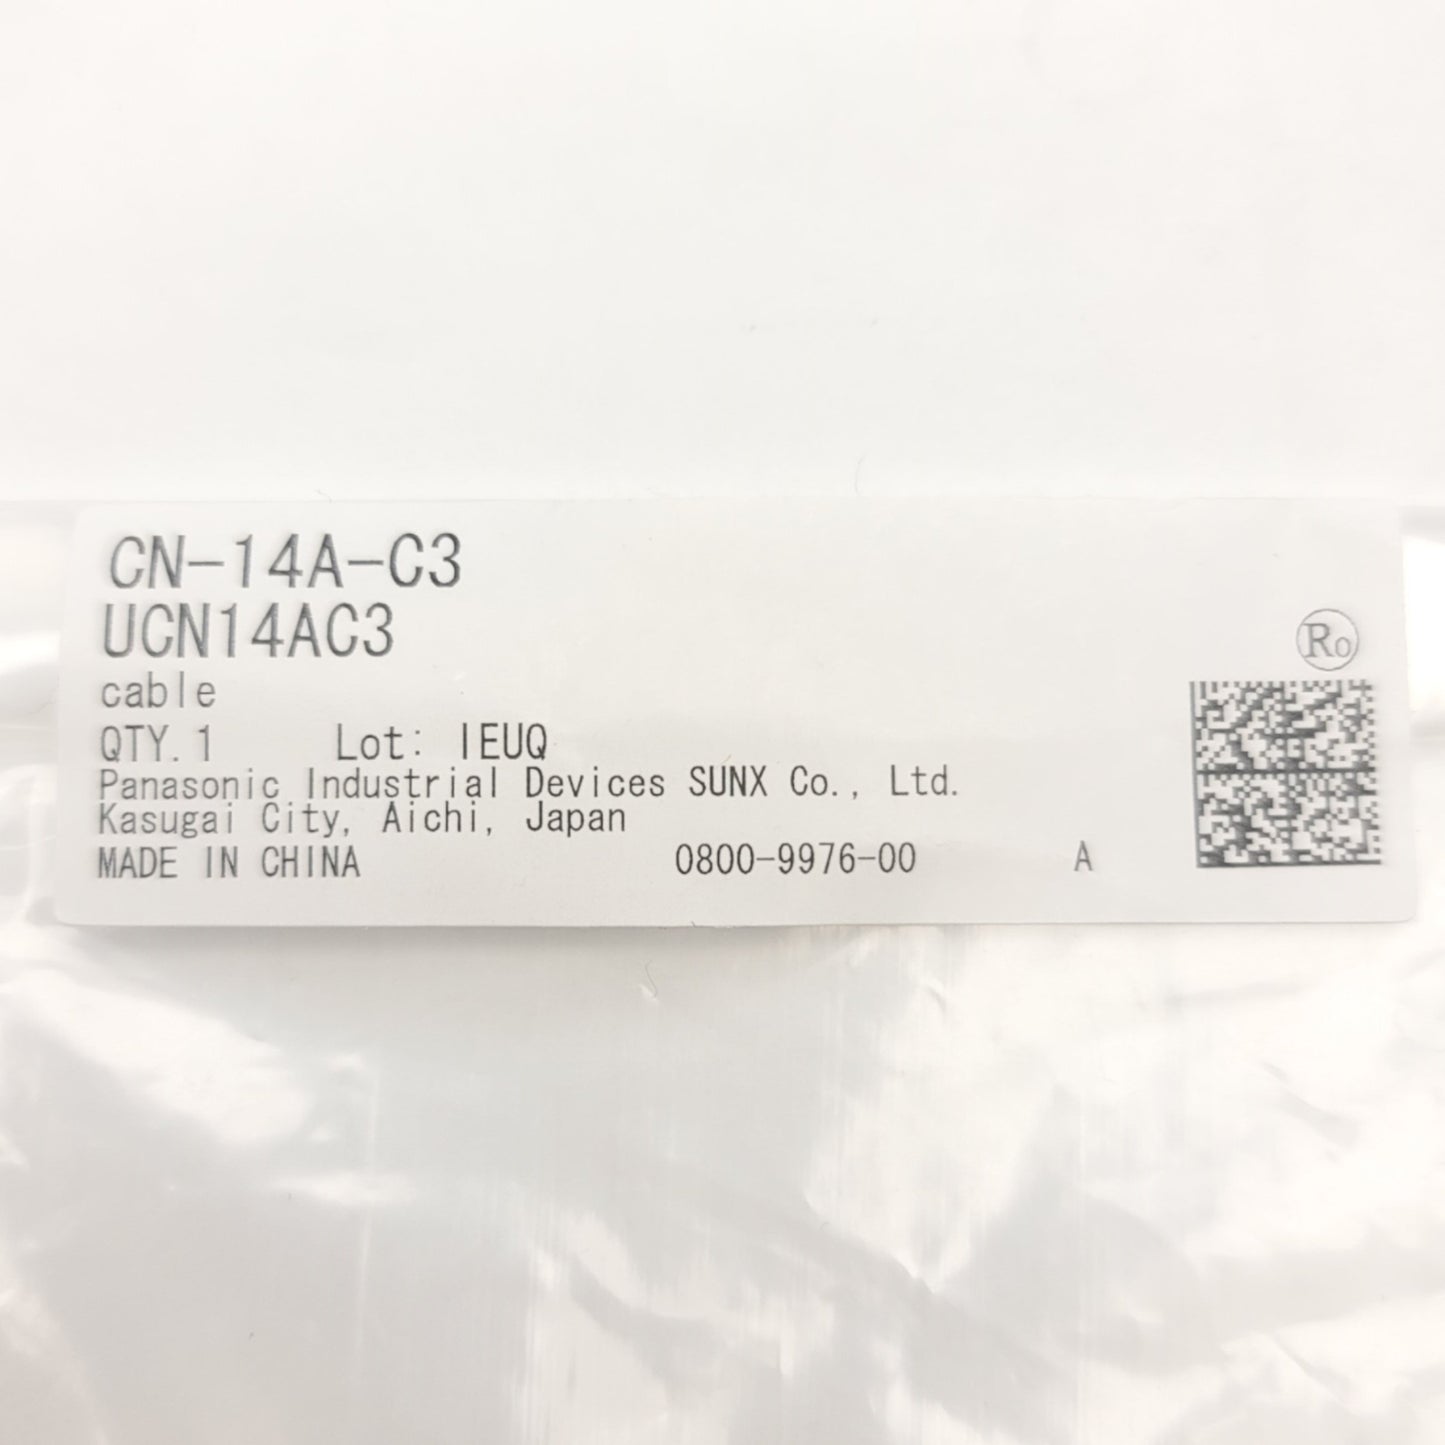 CN-14A-C3
UCN14AC3
cable
Ro
QTY. 1 Lot: IEUQ
Panasonic Industrial Devices SUNX Co., Ltd.
Kasugai City, Aichi, Japan
MADE IN CHINA 0800-9976-00 A